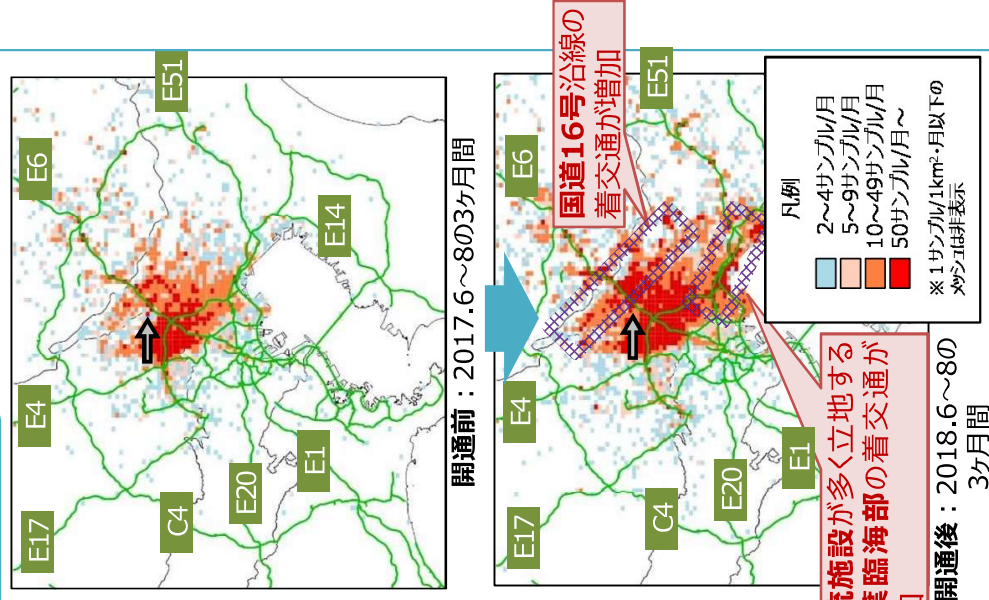 E17
E4
E6
E51
C4
E20
E1
E14
開通前：2017.6～8の3ヶ月間
国道16号沿線の
着交通が増加
E17
E4
E6
E51
C4
E20
E1
凡例
2～4サンプル/月
5～9サンプル/月
10～49サンプル/月
50サンプル/月～
※１サンプル/1km²・月以下の
メッシュは非表示
施設が多く立地する
臨海部の着交通が
開通後：2018.6～8の
3ヶ月間